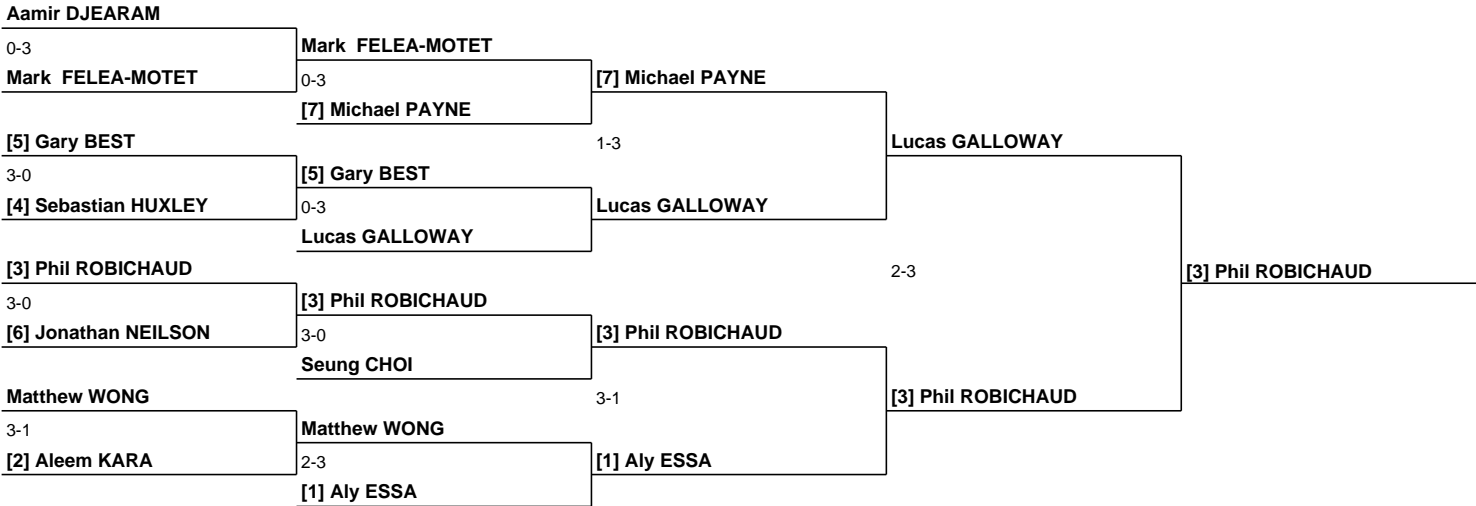 Aamir DJEARAM
0-3
Mark  FELEA-MOTET
Mark  FELEA-MOTET
0-3
[7] Michael PAYNE
[7] Michael PAYNE
[5] Gary BEST
1-3
Lucas GALLOWAY
3-0
[5] Gary BEST
[4] Sebastian HUXLEY
0-3
Lucas GALLOWAY
Lucas GALLOWAY
[3] Phil ROBICHAUD
2-3
[3] Phil ROBICHAUD
3-0
[3] Phil ROBICHAUD
[6] Jonathan NEILSON
3-0
[3] Phil ROBICHAUD
Seung CHOI
Matthew WONG
3-1
[3] Phil ROBICHAUD
3-1
Matthew WONG
[2] Aleem KARA
2-3
[1] Aly ESSA
[1] Aly ESSA